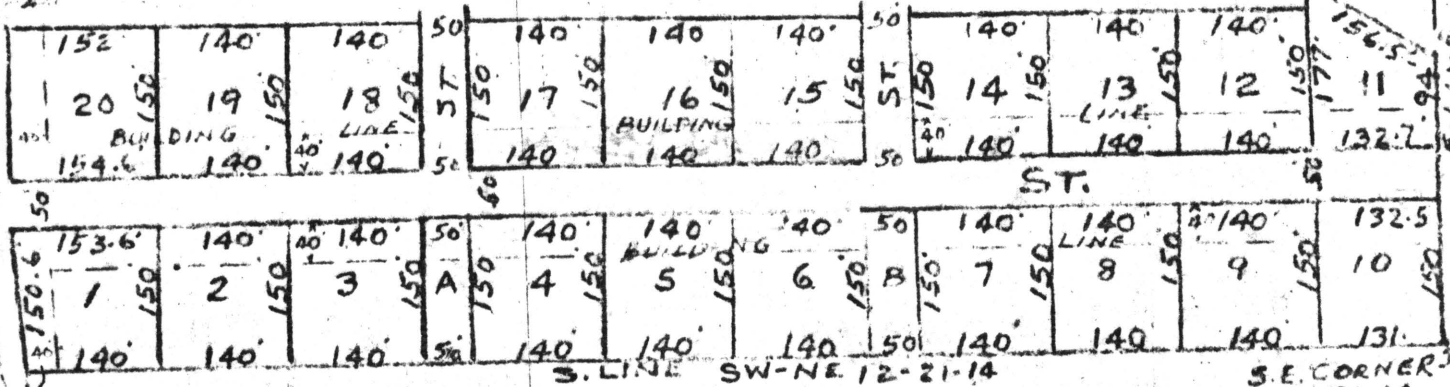 152 140' 140' 50 140' 140 140' 50' 140' 140' 140' 156.5
20 150' 19 150' 18 150' ST 150 17 150' 16 150' 15 150' ST. 150 14 150' 13 150' 12 150' 177. 11 94
40' BUILDING LINE BUILDING 40 LINE
154.6 140' 40' 140' 50 140 140 140 50 140' 140' 140' 132.7
50 50 ST. 50
153.6' 140' 40' 140' 50' 140' 140' 40' 50 140' 140' 140' 132.5
BUILD NG LINE
150.6 1 150' 2 150' 3 150' A 150' 4 150' 5 150' 6 150' B 150' 7 150' 8 150' 9 150' 10 150
40' 140' 140' 140' 50 140' 140' 140 50 140' 140' 140' 131.
S. LINE SW-NE 12-21-14 S.E. CORNER-